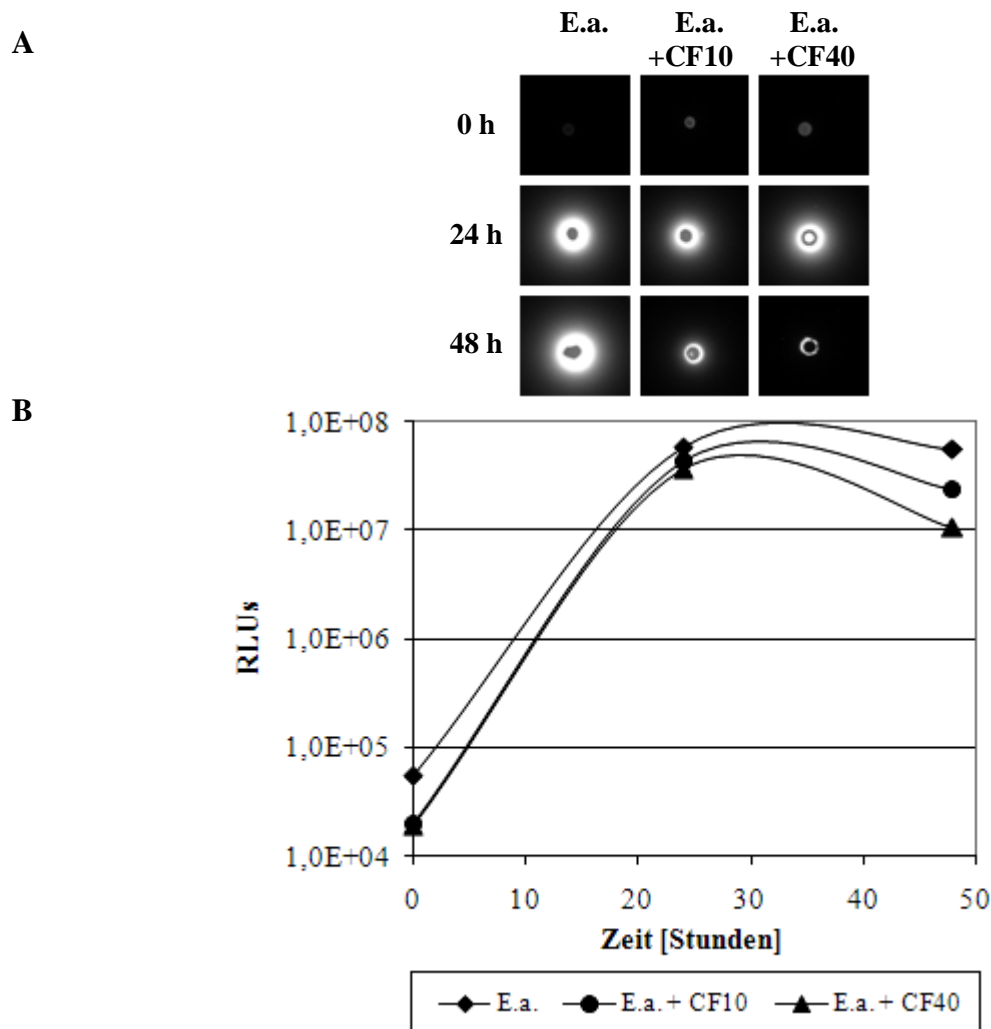 A
E.a.
E.a.
+CF10
E.a.
+CF40
0 h
24 h
48 h
B
1,0E+08
1,0E+07
1,0E+06
1,0E+05
1,0E+04
RLUs
0
10
20
30
40
50
Zeit [Stunden]
E.a.
E.a. + CF10
E.a. + CF40